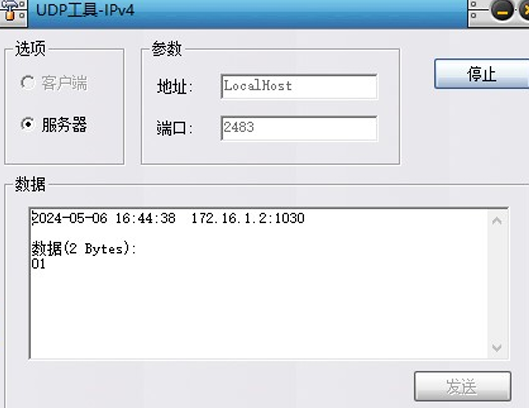 UDP工具-IPv4
选项
客户端
服务器
参数
地址: LocalHost
端口: 2483
停止
数据
2024-05-06 16:44:38 172.16.1.2:1030
数据(2 Bytes):
01
发送